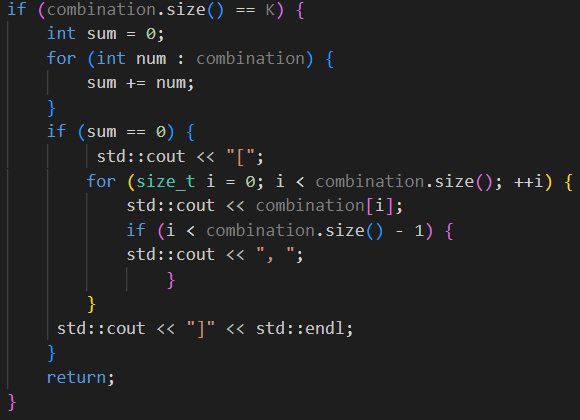 if (combination.size() == K) {
    int sum = 0;
    for (int num : combination) {
        sum += num;
    }
    if (sum == 0) {
         std::cout << "[";
        for (size_t i = 0; i < combination.size(); ++i) {
            std::cout << combination[i];
            if (i < combination.size() - 1) {
            std::cout << ", ";
                }
        }
     std::cout << "]" << std::endl;
    }
    return;
}